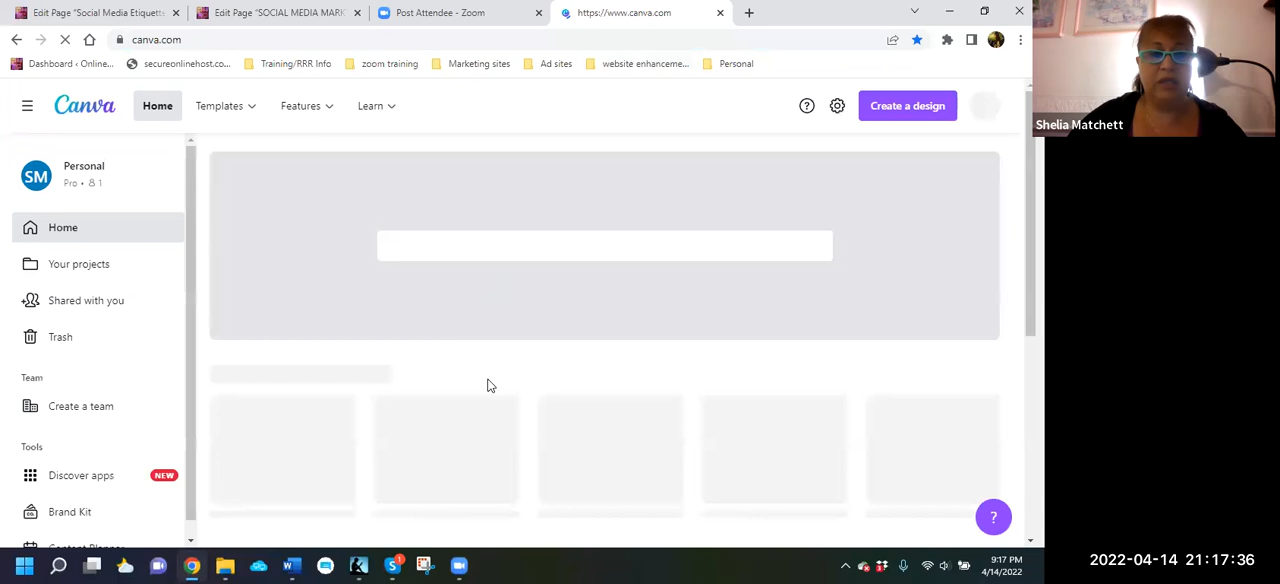 Edit Page "Social Media Etiquette
Edit Page "SOCIAL MEDIA MARK
Post Attendee - Zoom
https://www.canva.com
canva.com
Dashboard ‹ Online...
secureonlinehost.co...
Training/RRR Info
zoom training
Marketing sites
Ad sites
website enhanceme...
Personal
Canva
Home
Templates
Features
Learn
Create a design
Shelia Matchett
SM
Personal
Pro • 1
Home
Your projects
Shared with you
Trash
Team
Create a team
Tools
Discover apps
NEW
Brand Kit
Content Planner
?
9:17 PM
4/14/2022
2022-04-14 21:17:36